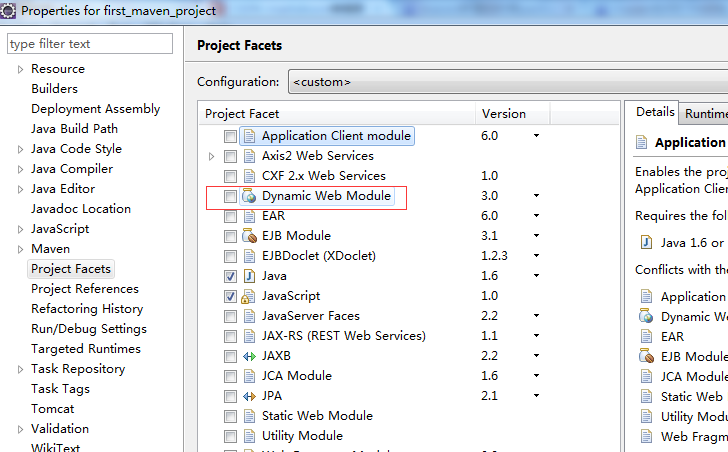 Properties for first_maven_project
type filter text
Resource
Builders
Deployment Assembly
Java Build Path
Java Code Style
Java Compiler
Java Editor
Javadoc Location
JavaScript
Maven
Project Facets
Project References
Refactoring History
Run/Debug Settings
Targeted Runtimes
Task Repository
Task Tags
Tomcat
Validation
WikiText
Project Facets
Configuration: <custom>
Project Facet Version
Application Client module 6.0
Axis2 Web Services
CXF 2.x Web Services 1.0
Dynamic Web Module 3.0
EAR 6.0
EJB Module 3.1
EJBDoclet (XDoclet) 1.2.3
Java 1.6
JavaScript 1.0
JavaServer Faces 2.2
JAX-RS (REST Web Services) 1.1
JAXB 2.2
JCA Module 1.6
JPA 2.1
Static Web Module
Utility Module
Details Runtime
Application
Enables the proj
Application Clien
Requires the foll
Java 1.6 or
Conflicts with the
Application
Dynamic We
EAR
EJB Module
JCA Module
Static Web
Utility Modu
Web Fragm